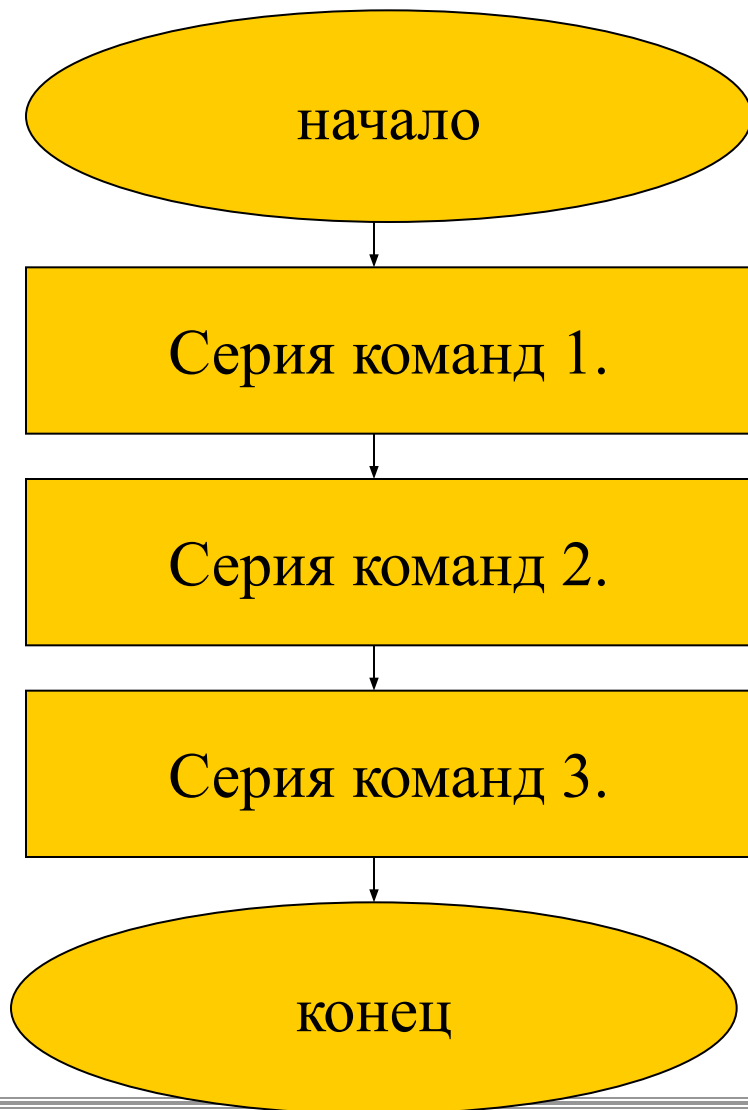 начало
Серия команд 1.
Серия команд 2.
Серия команд 3.
конец